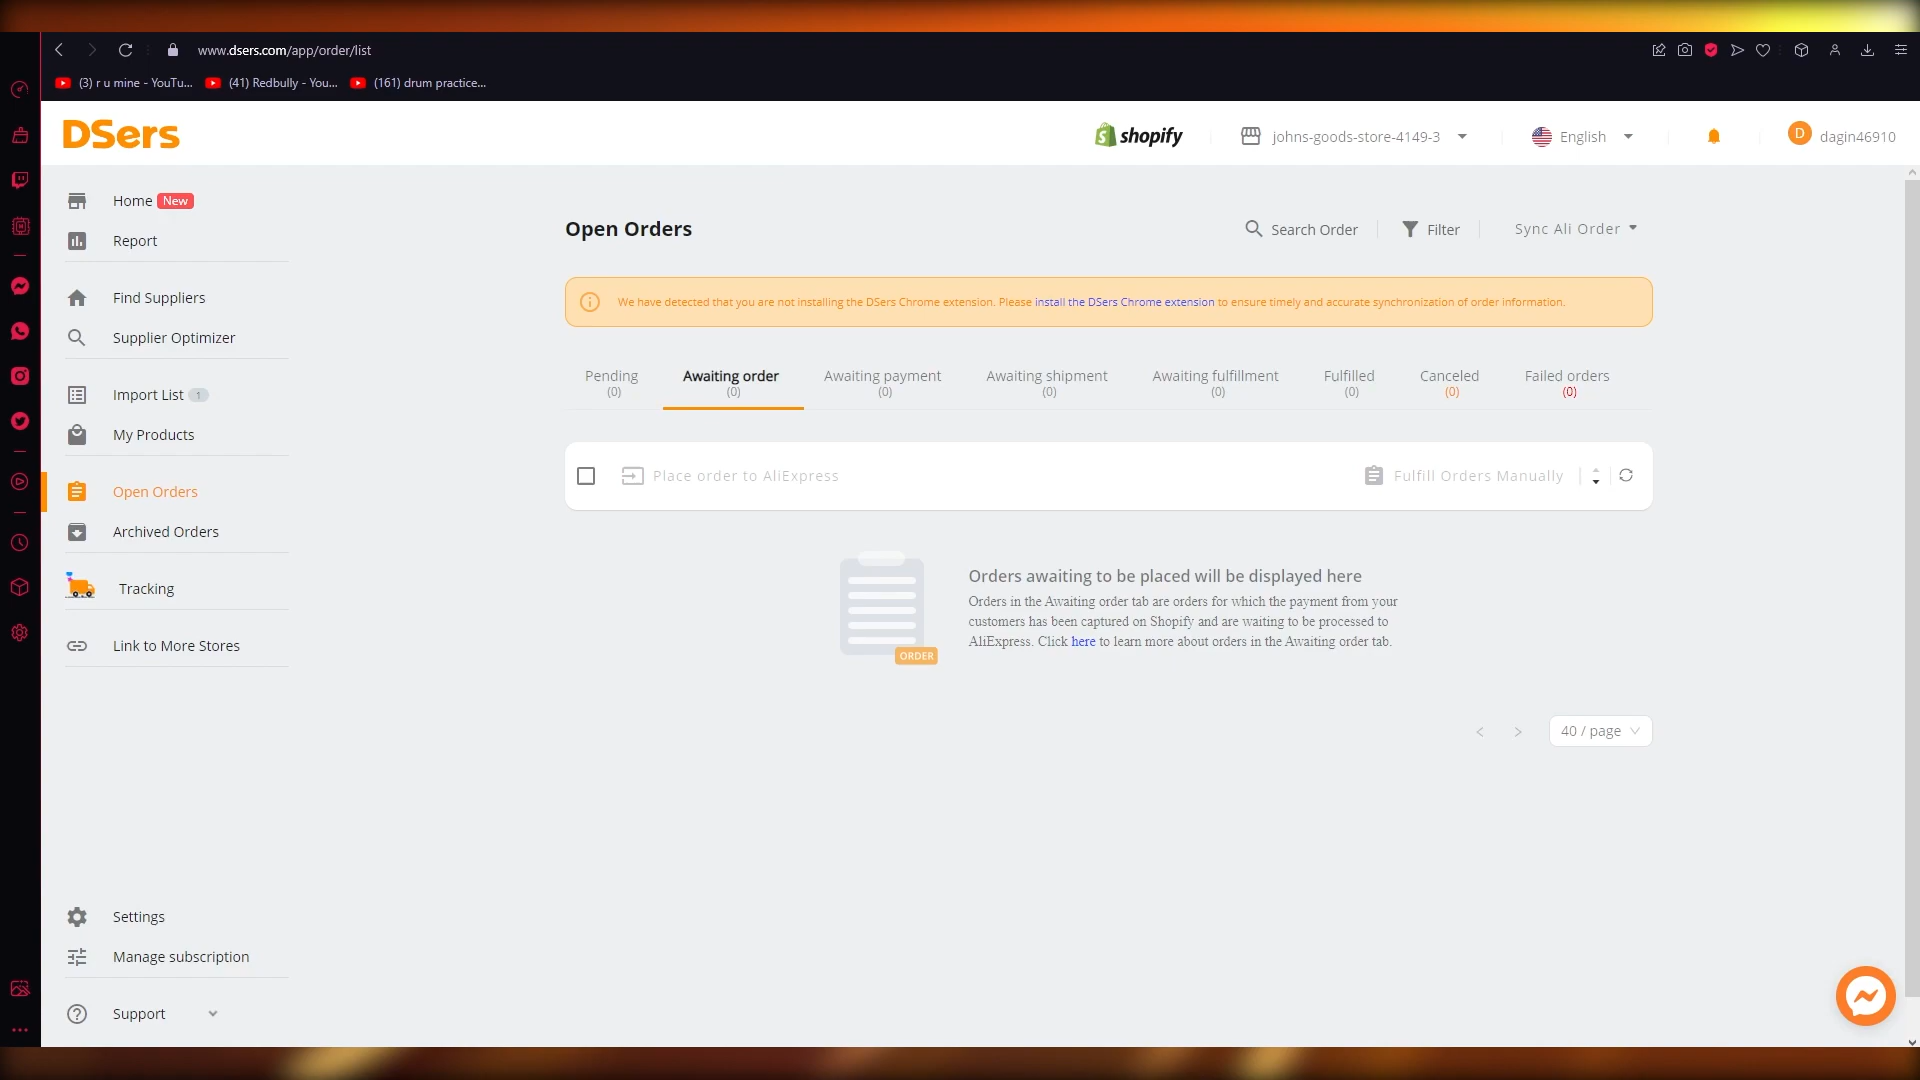 www.dsers.com/app/order/list
(3) r u mine - YouTu...
(41) Redbully - You...
(161) drum practice...
DSers
shopify
johns-goods-store-4149-3
English
D
dagin46910
Home New
Report
Find Suppliers
Supplier Optimizer
Import List 1
My Products
Open Orders
Archived Orders
Tracking
Link to More Stores
Settings
Manage subscription
Support
Open Orders
Search Order
Filter
Sync Ali Order
We have detected that you are not installing the DSers Chrome extension. Please install the DSers Chrome extension to ensure timely and accurate synchronization of order information.
Pending
(0)
Awaiting order
(0)
Awaiting payment
(0)
Awaiting shipment
(0)
Awaiting fulfillment
(0)
Fulfilled
(0)
Canceled
(0)
Failed orders
(0)
Place order to AliExpress
Fulfill Orders Manually
ORDER
Orders awaiting to be placed will be displayed here
Orders in the Awaiting order tab are orders for which the payment from your
customers has been captured on Shopify and are waiting to be processed to
AliExpress. Click here to learn more about orders in the Awaiting order tab.
40 / page